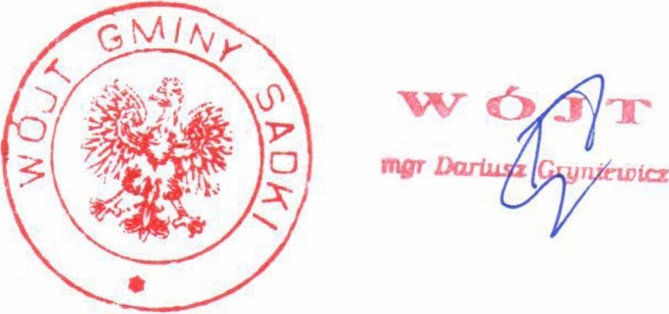 WÓJT GMINY SADKI
WÓJT
mgr Dariusz Gryniewicz